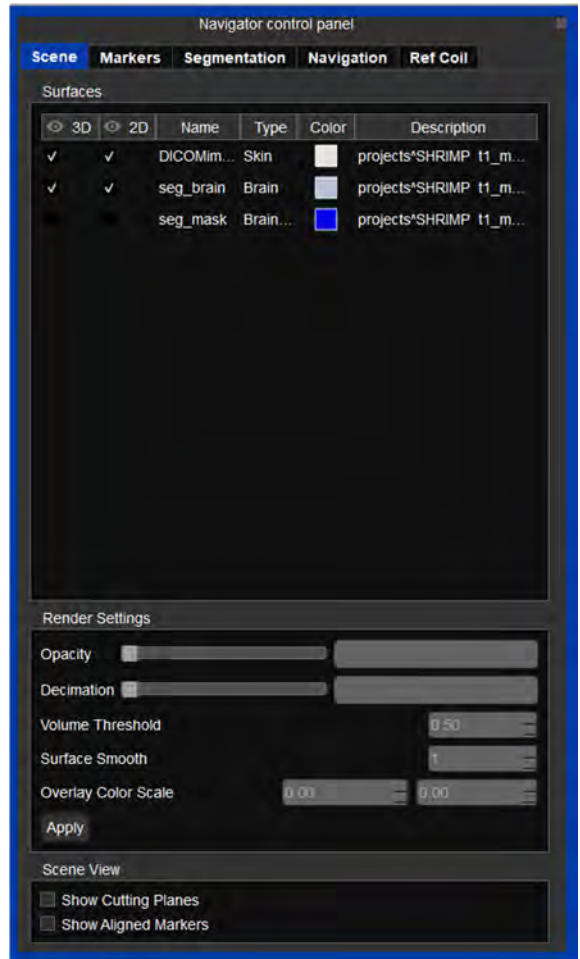 Navigator control panel
Scene Markers Segmentation Navigation Ref Coil
Surfaces
3D 2D Name Type Color Description
DICOMim... Skin projects^SHRIMP t1_m...
seg_brain Brain projects^SHRIMP t1_m...
seg_mask Brain... projects^SHRIMP t1_m...
Render Settings
Opacity
Decimation
Volume Threshold 0.50
Surface Smooth 1
Overlay Color Scale 0.00 0.00
Apply
Scene View
Show Cutting Planes
Show Aligned Markers